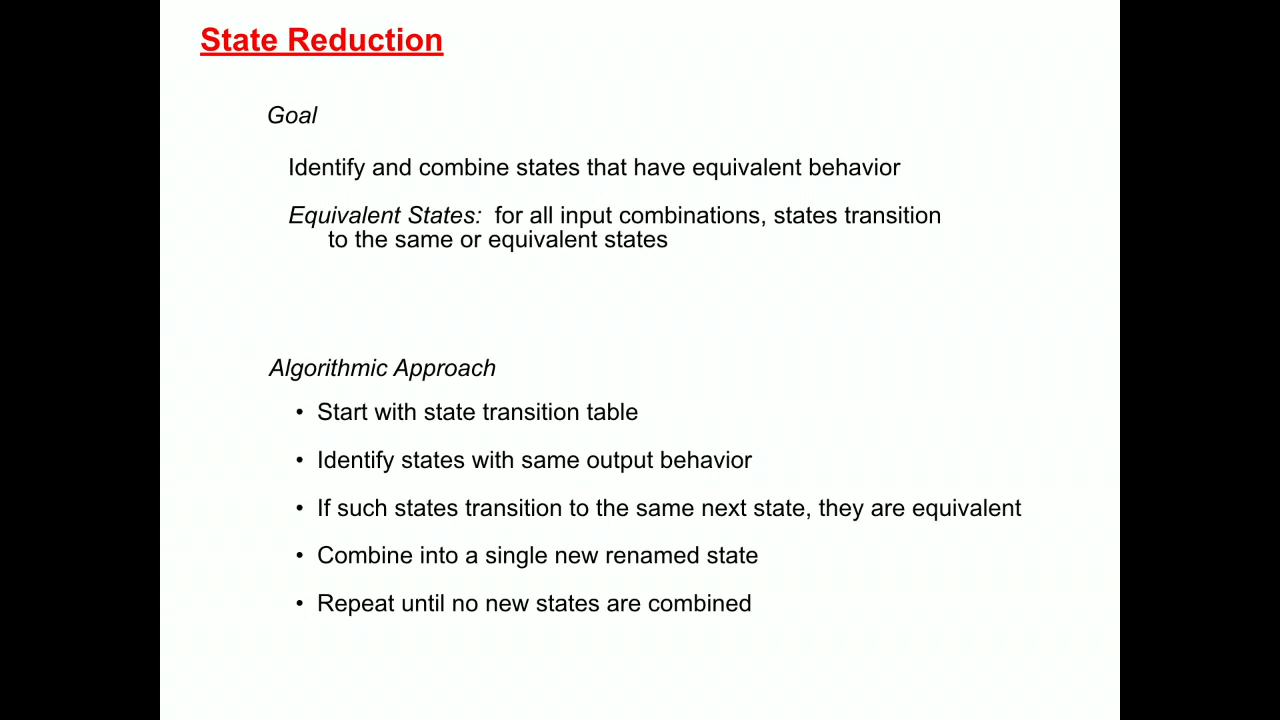 State Reduction
Goal
Identify and combine states that have equivalent behavior
Equivalent States: for all input combinations, states transition
to the same or equivalent states
Algorithmic Approach
• Start with state transition table
• Identify states with same output behavior
• If such states transition to the same next state, they are equivalent
• Combine into a single new renamed state
• Repeat until no new states are combined